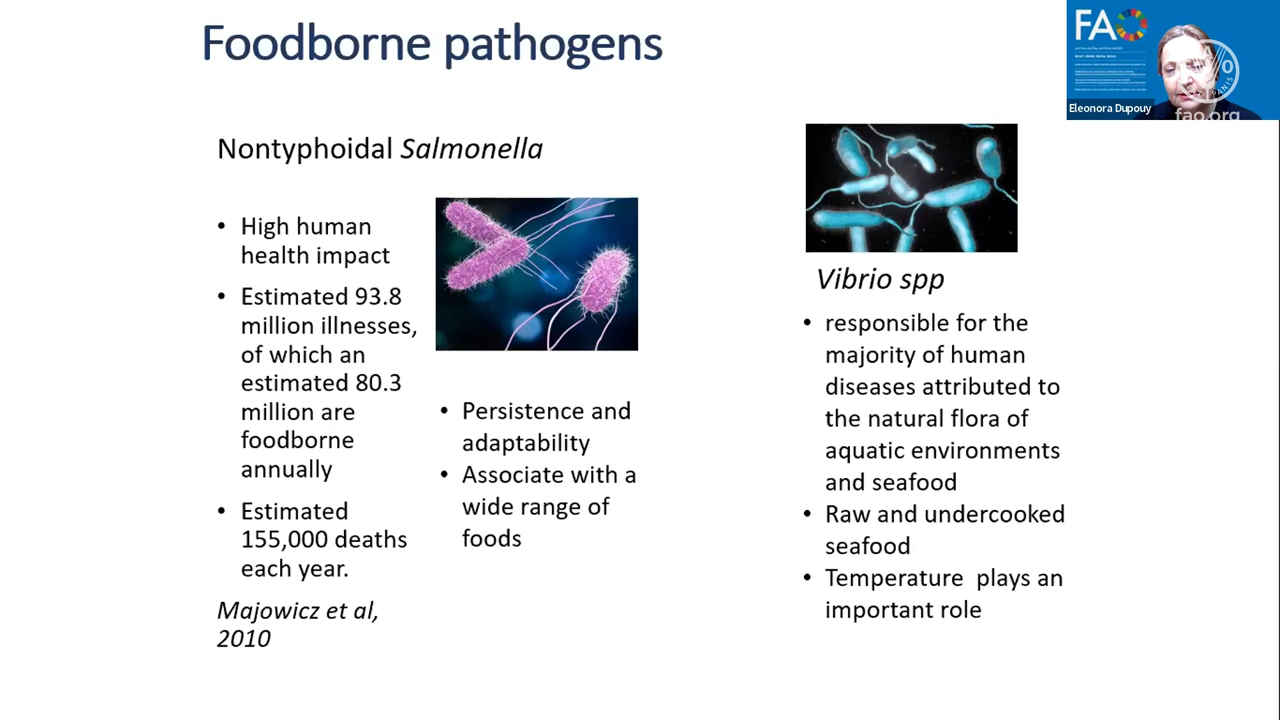 Foodborne pathogens
Nontyphoidal Salmonella
• High human
health impact
• Estimated 93.8
million illnesses,
of which an
estimated 80.3
million are
foodborne
annually
• Estimated
155,000 deaths
each year.
Majowicz et al,
2010
• Persistence and
adaptability
• Associate with a
wide range of
foods
Vibrio spp
• responsible for the
majority of human
diseases attributed to
the natural flora of
aquatic environments
and seafood
• Raw and undercooked
seafood
• Temperature plays an
important role
FAO
Eleonora Dupouy
fao.org